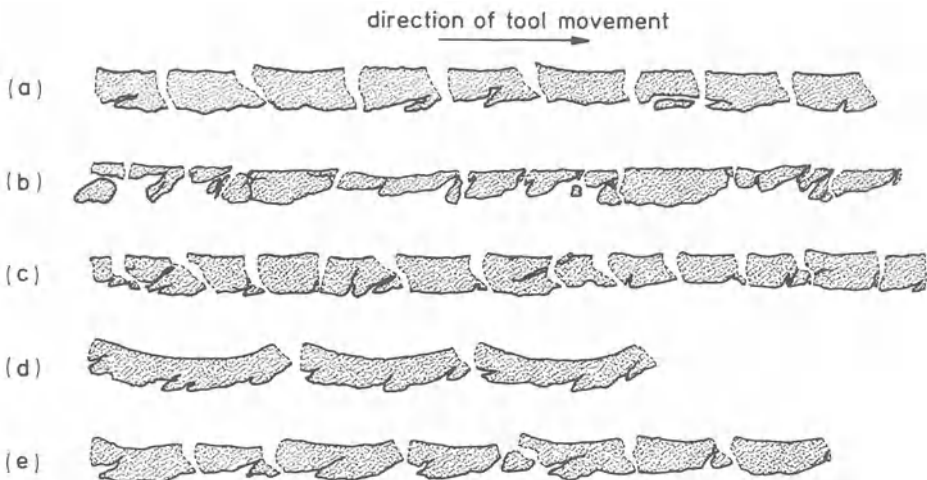 direction of tool movement
(a)
(b)
(c)
(d)
(e)